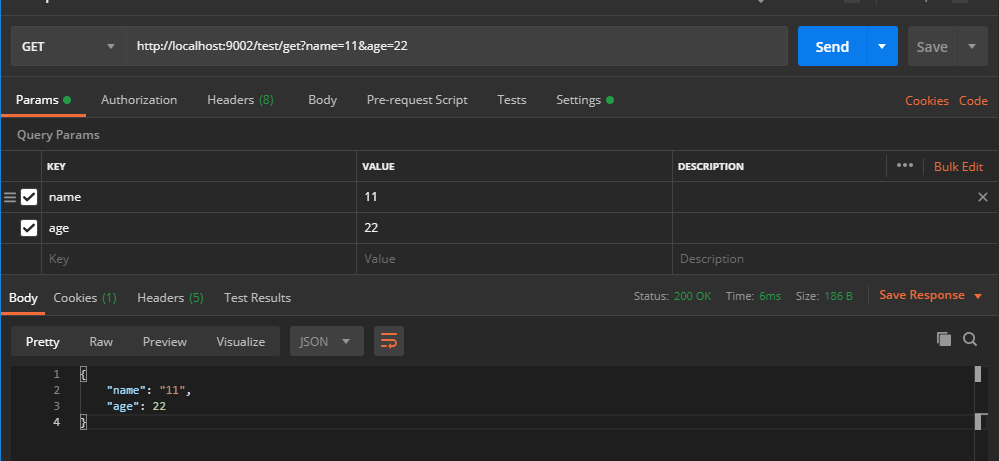 GET http://localhost:9002/test/get?name=11&age=22 Send Save
Params Authorization Headers (8) Body Pre-request Script Tests Settings Cookies Code
Query Params
KEY VALUE DESCRIPTION ••• Bulk Edit
name 11
age 22
Key Value Description
Body Cookies (1) Headers (5) Test Results Status: 200 OK Time: 6ms Size: 186 B Save Response
Pretty Raw Preview Visualize JSON
1 {
2 "name": "11",
3 "age": 22
4 }